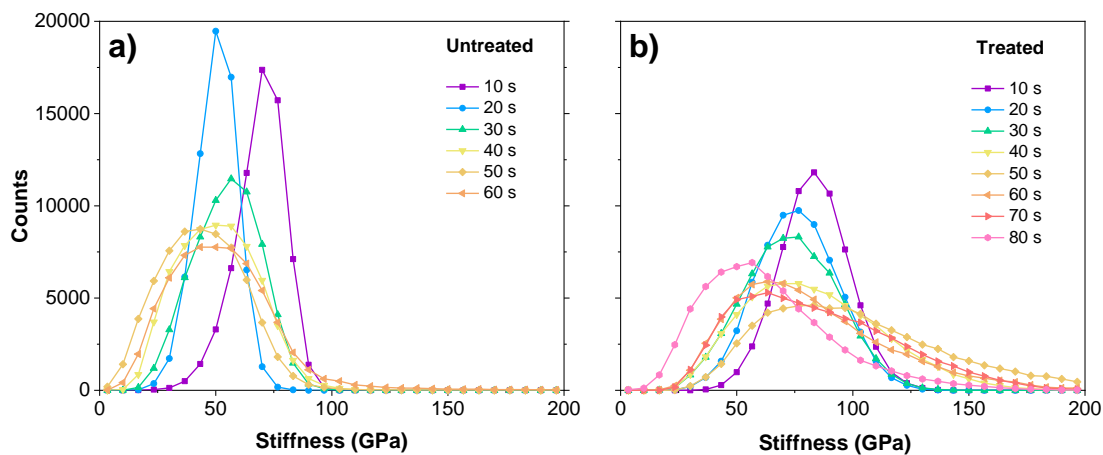 a)
Untreated
10 s
20 s
30 s
40 s
50 s
60 s
20000
15000
10000
5000
0
Counts
0 50 100 150 200
Stiffness (GPa)
b)
Treated
10 s
20 s
30 s
40 s
50 s
60 s
70 s
80 s
0 50 100 150 200
Stiffness (GPa)